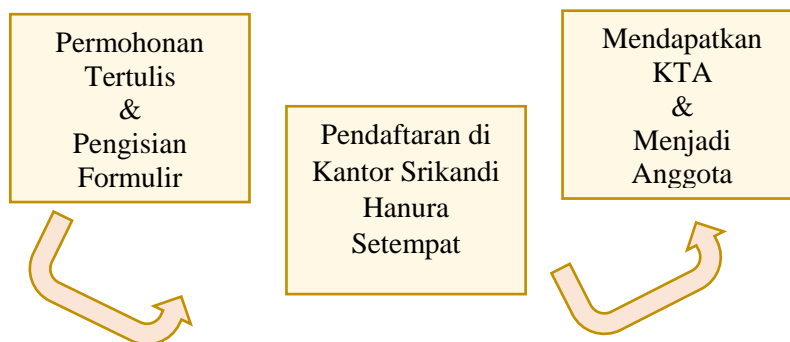 Permohonan
Tertulis
&
Pengisian
Formulir
Pendaftaran di
Kantor Srikandi
Hanura
Setempat
Mendapatkan
KTA
&
Menjadi
Anggota